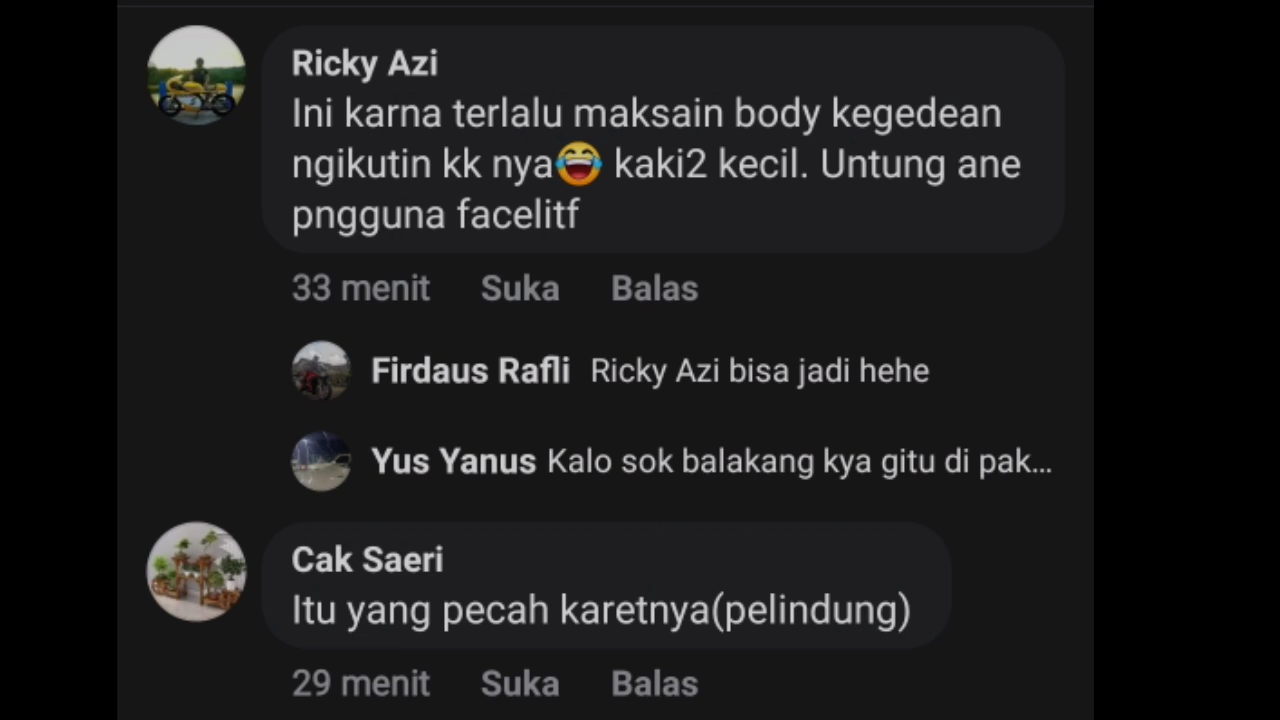 Ricky Azi
Ini karna terlalu maksain body kegedean
ngikutin kk nya😂 kaki2 kecil. Untung ane
pngguna facelitf
33 menit Suka Balas
Firdaus Rafli Ricky Azi bisa jadi hehe
Yus Yanus Kalo sok balakang kya gitu di pak...
Cak Saeri
Itu yang pecah karetnya(pelindung)
29 menit Suka Balas